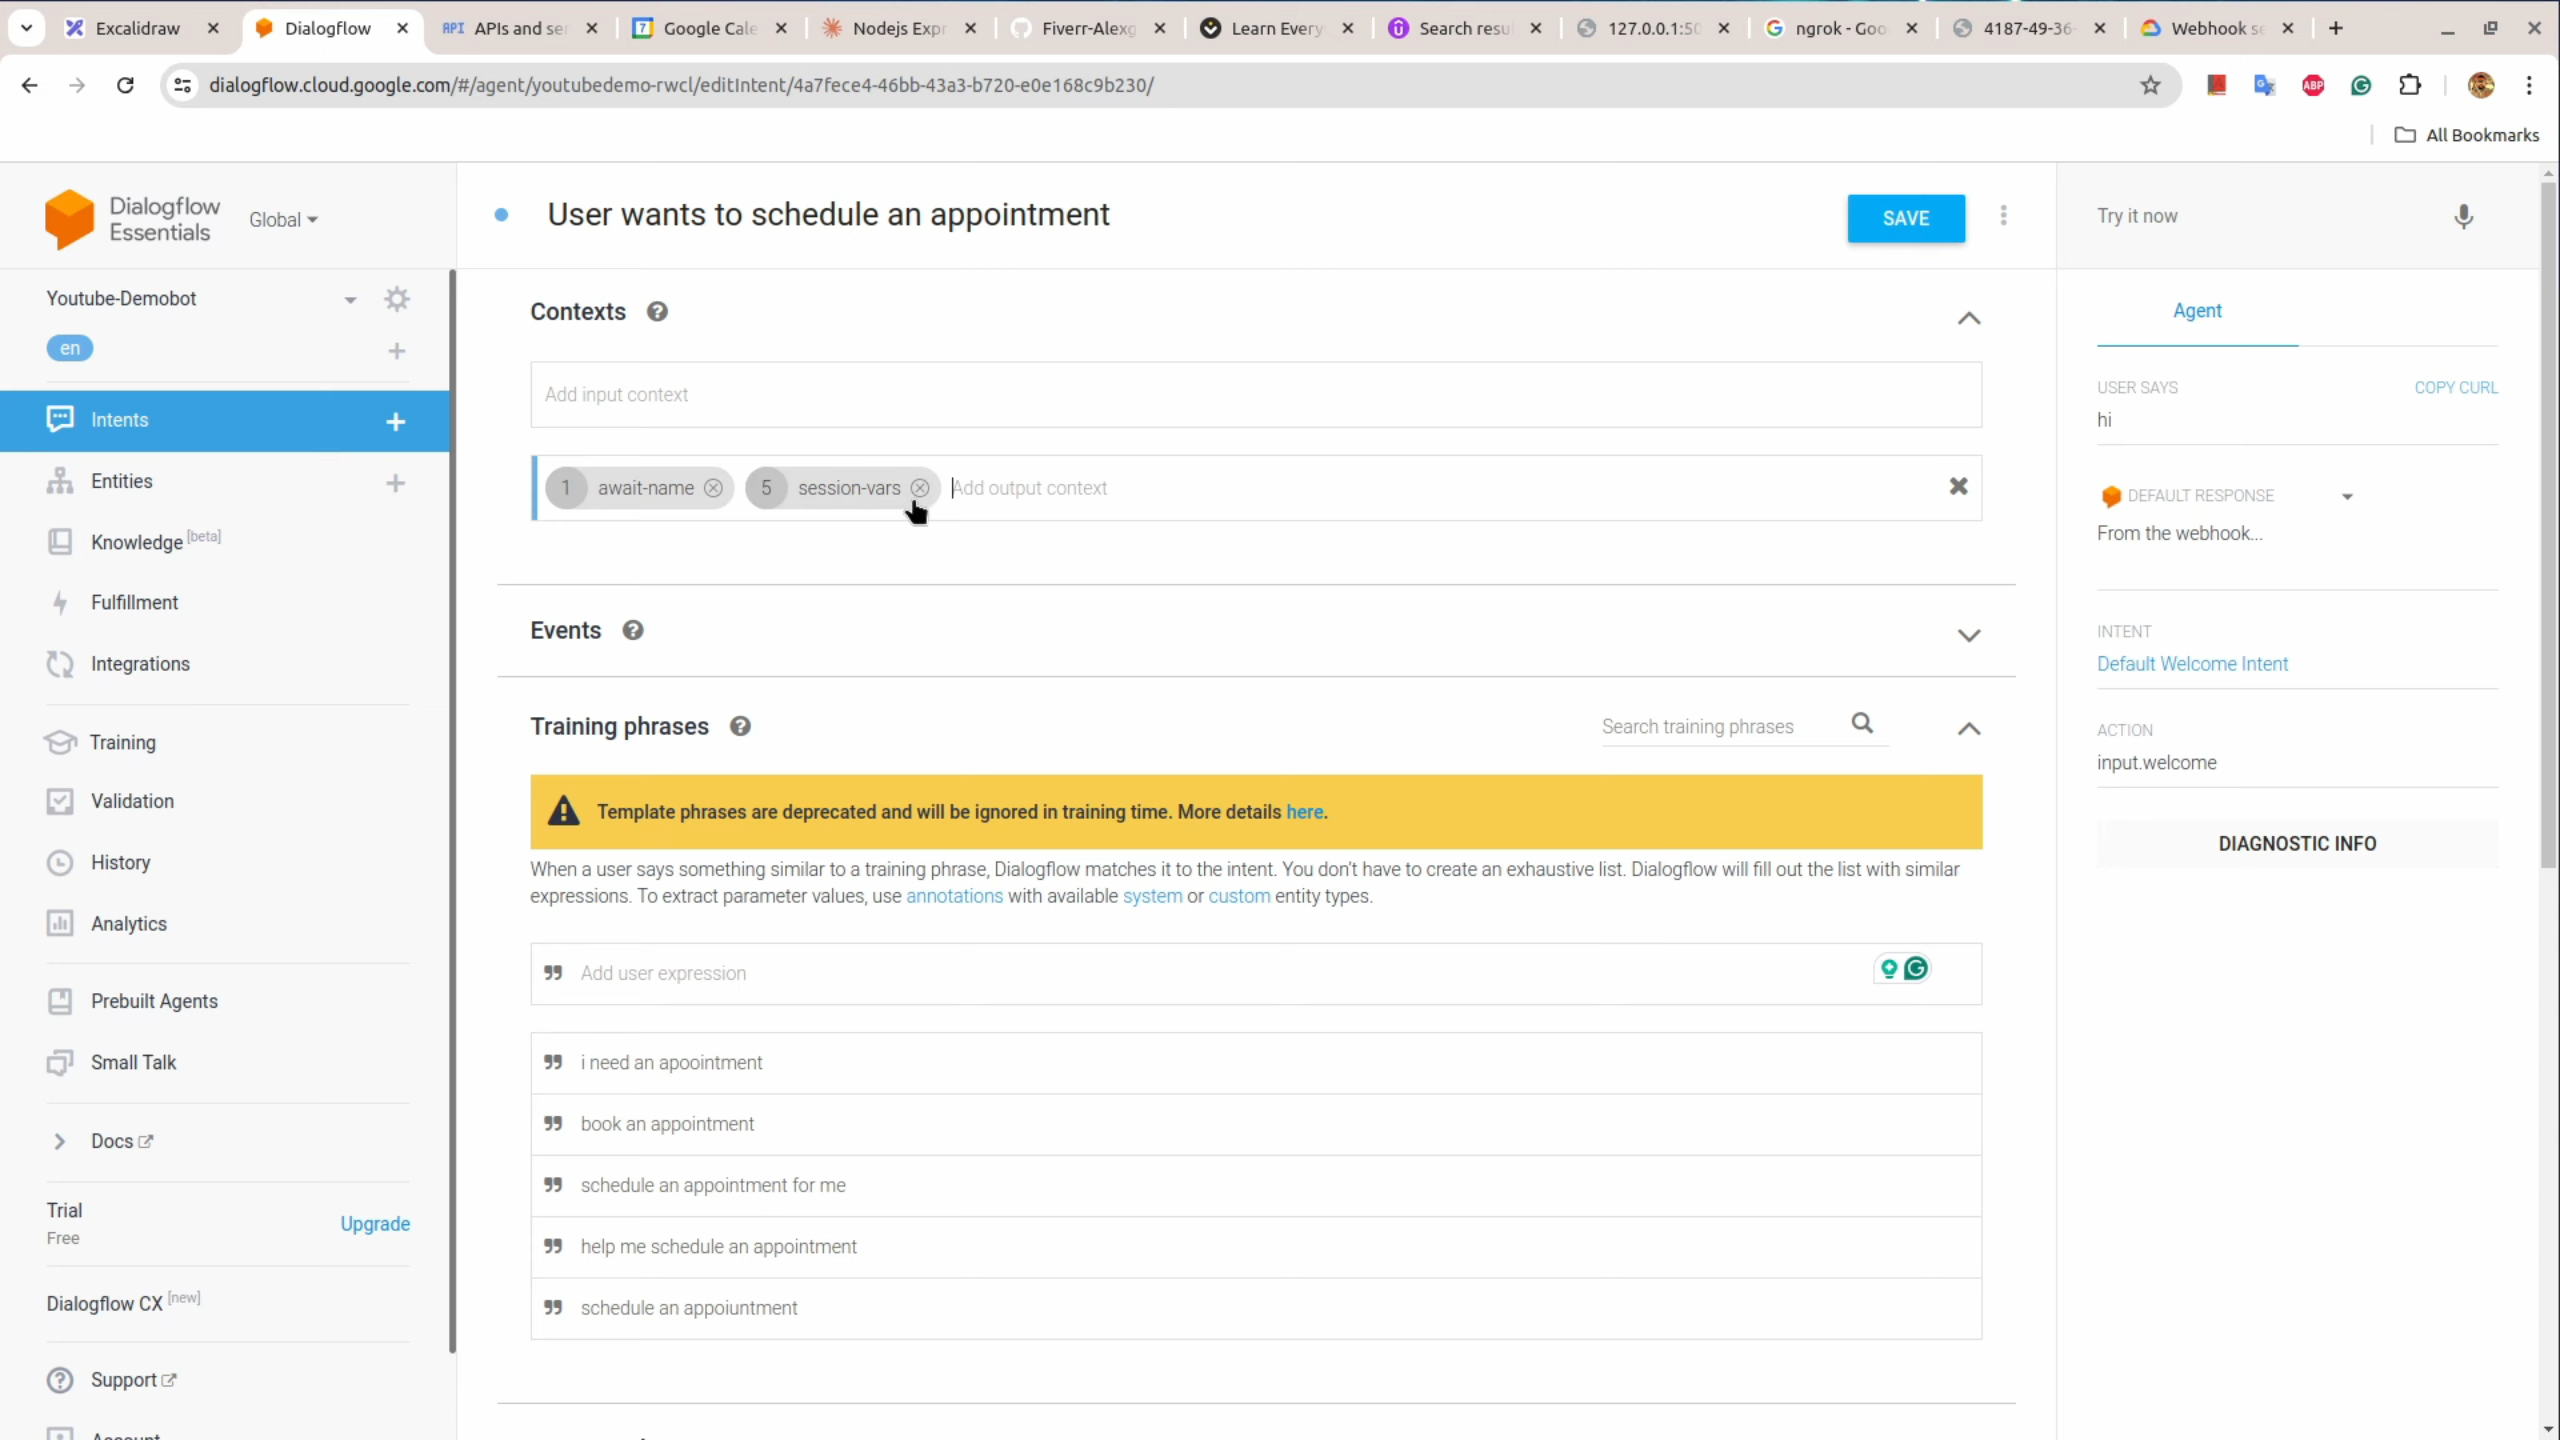 Excalidraw
Dialogflow
API APIs and ser
7 Google Cale
Nodejs Expr
Fiverr-Alexg
Learn Every
Search resu
127.0.0.1:50
ngrok - Goo
4187-49-36-
Webhook se
dialogflow.cloud.google.com/#/agent/youtubedemo-rwcl/editIntent/4a7fece4-46bb-43a3-b720-e0e168c9b230/
ABP
All Bookmarks
Dialogflow
Essentials
Global
Youtube-Demobot
en
Intents
Entities
Knowledge [beta]
Fulfillment
Integrations
Training
Validation
History
Analytics
Prebuilt Agents
Small Talk
Docs
Trial
Free
Upgrade
Dialogflow CX [new]
Support
User wants to schedule an appointment
SAVE
Contexts
Add input context
1 await-name 5 session-vars Add output context
Events
Training phrases
Search training phrases
Template phrases are deprecated and will be ignored in training time. More details here.
When a user says something similar to a training phrase, Dialogflow matches it to the intent. You don't have to create an exhaustive list. Dialogflow will fill out the list with similar
expressions. To extract parameter values, use annotations with available system or custom entity types.
Add user expression
i need an apoointment
book an appointment
schedule an appointment for me
help me schedule an appointment
schedule an appoiuntment
Try it now
Agent
USER SAYS
COPY CURL
hi
DEFAULT RESPONSE
From the webhook...
INTENT
Default Welcome Intent
ACTION
input.welcome
DIAGNOSTIC INFO